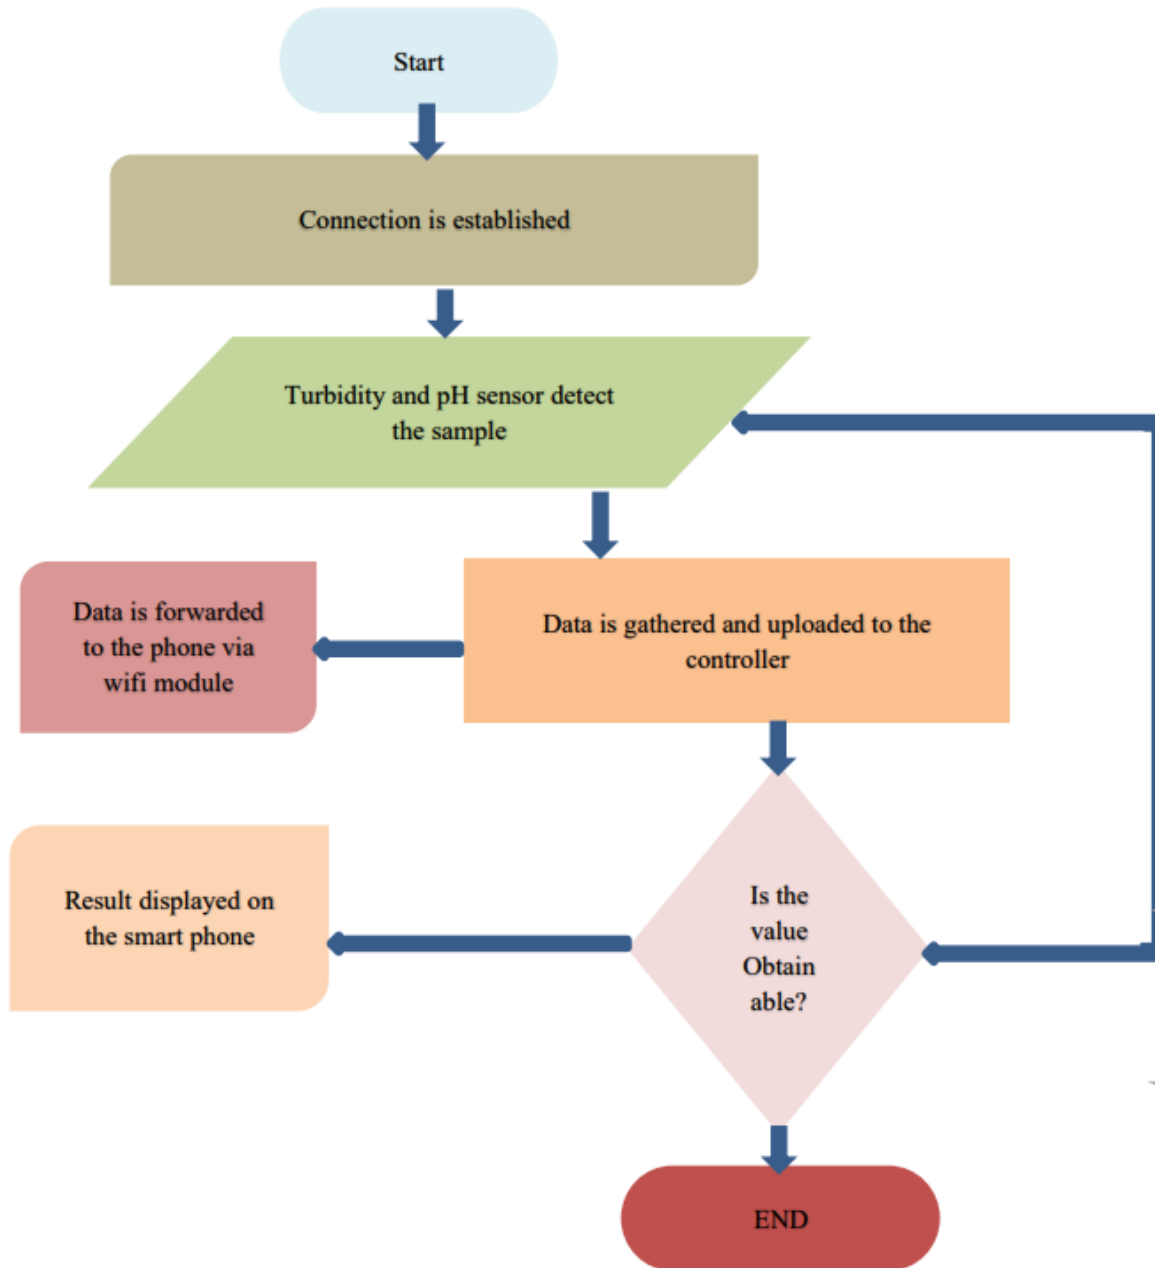 Start
Connection is established
Turbidity and pH sensor detect
the sample
Data is forwarded
to the phone via
wifi module
Data is gathered and uploaded to the
controller
Result displayed on
the smart phone
Is the
value
Obtain
able?
END